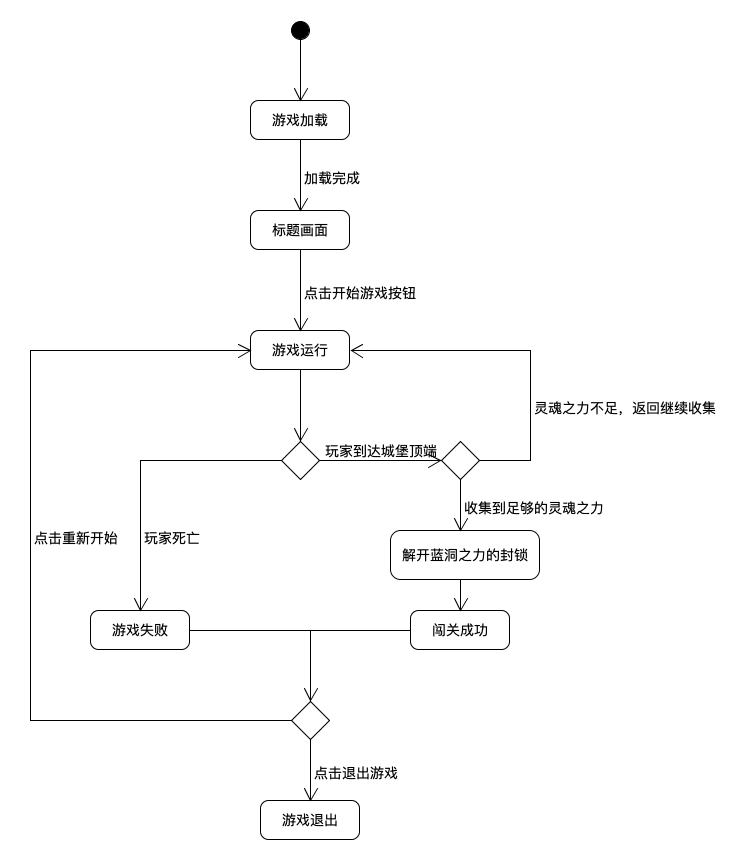 游戏加载
加载完成
标题画面
点击开始游戏按钮
游戏运行
灵魂之力不足，返回继续收集
玩家到达城堡顶端
收集到足够的灵魂之力
点击重新开始
玩家死亡
解开蓝洞之力的封锁
游戏失败
闯关成功
点击退出游戏
游戏退出